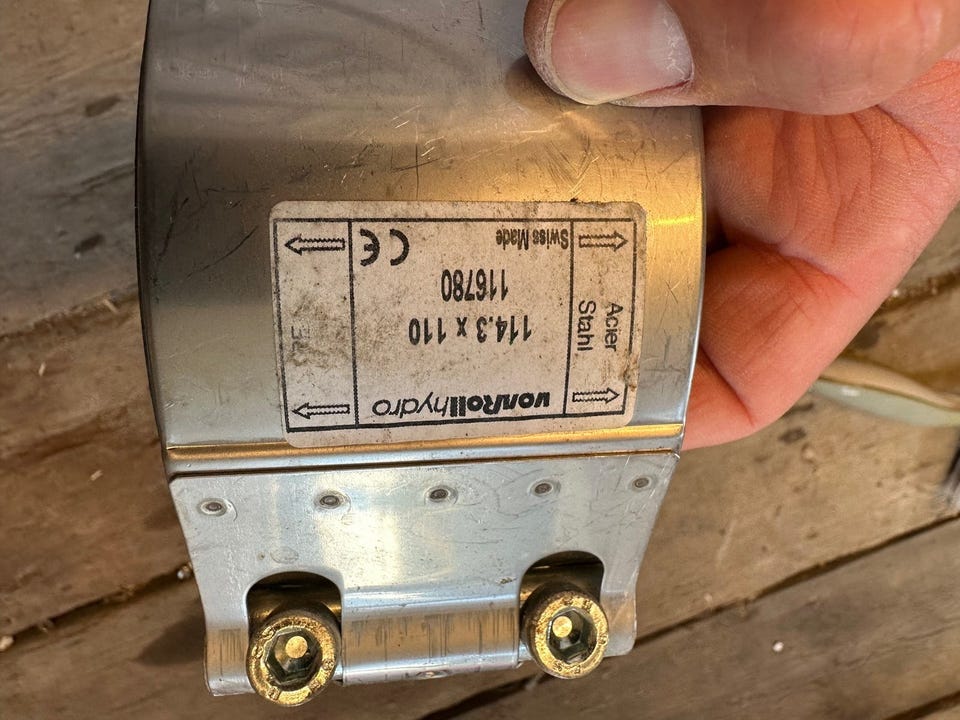 vonRollhydro
114.3 x 110
116780
Swiss Made
CE
Acier
Stahl